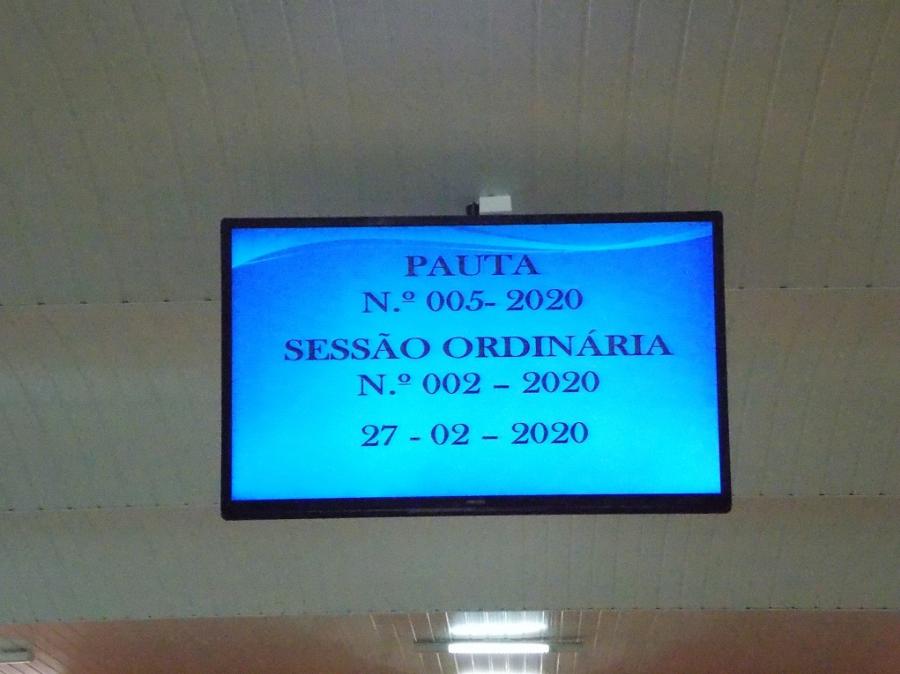 PAUTA
N.º 005- 2020
SESSÃO ORDINÁRIA
N.º 002 – 2020
27 - 02 – 2020